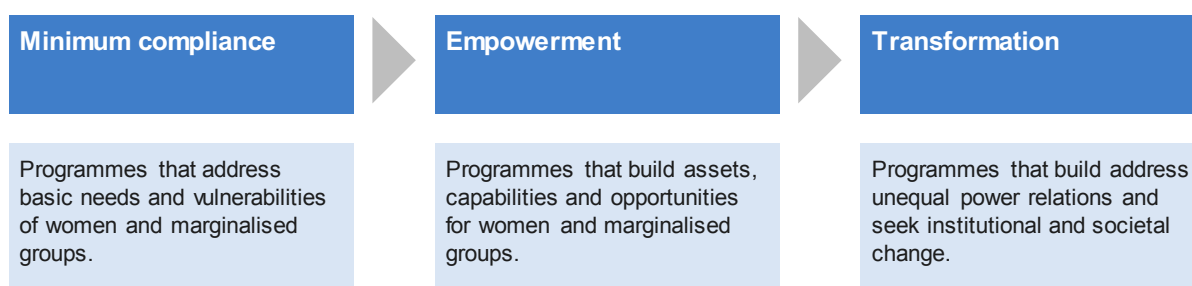 Minimum compliance
Programmes that address
basic needs and vulnerabilities
of women and marginalised
groups.
Empowerment
Programmes that build assets,
capabilities and opportunities
for women and marginalised
groups.
Transformation
Programmes that build address
unequal power relations and
seek institutional and societal
change.